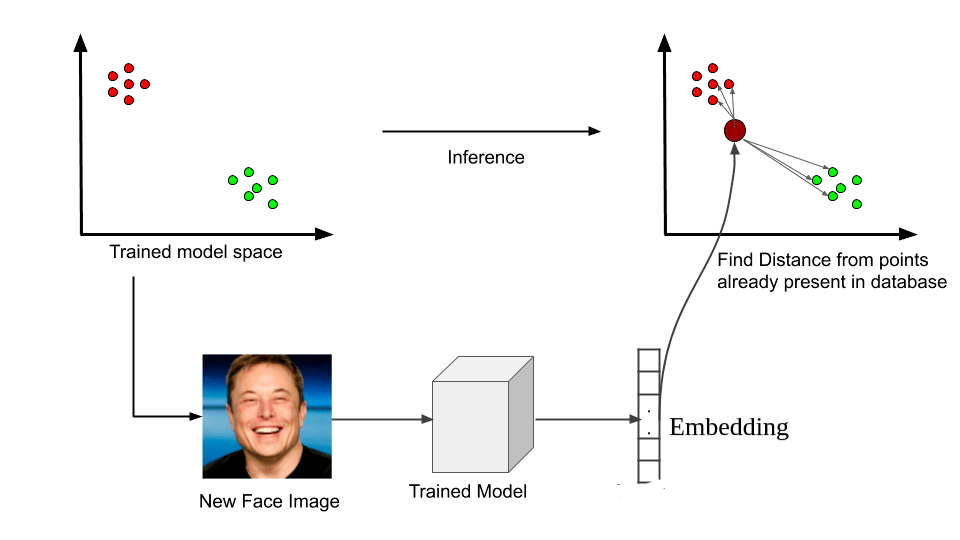 Inference
Trained model space
Find Distance from points
already present in database
Embedding
New Face Image
Trained Model